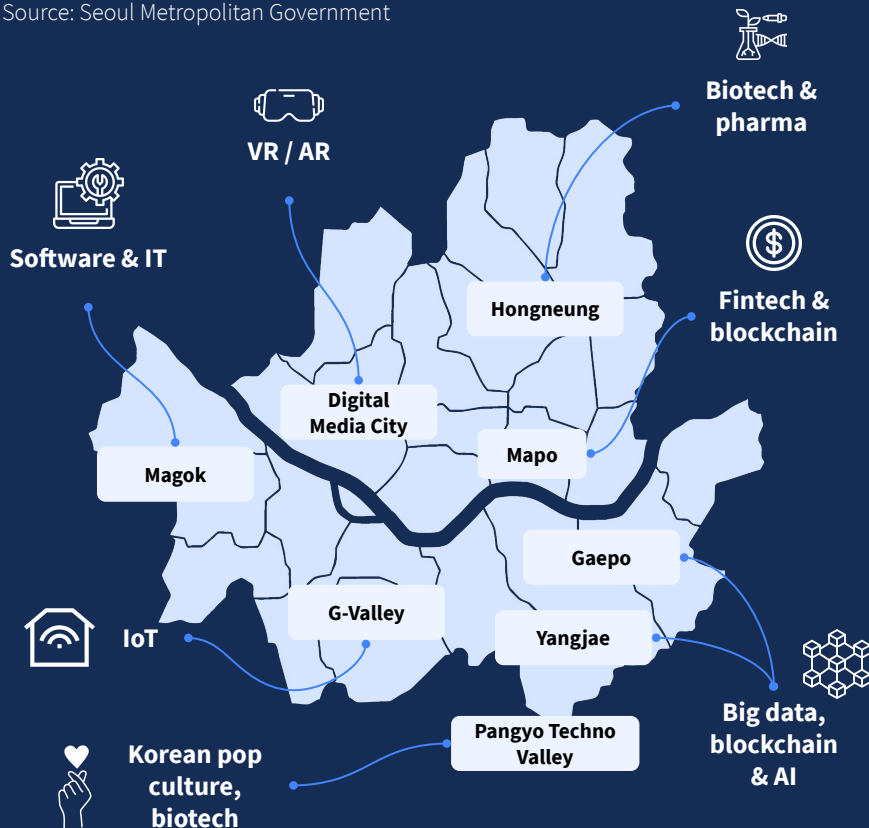 Source: Seoul Metropolitan Government
Biotech &
pharma
VR / AR
Software & IT
Fintech &
blockchain
Hongneung
Digital
Media City
Mapo
Magok
Gaepo
G-Valley
Yangjae
IoT
Big data,
blockchain
& AI
Pangyo Techno
Valley
Korean pop
culture,
biotech